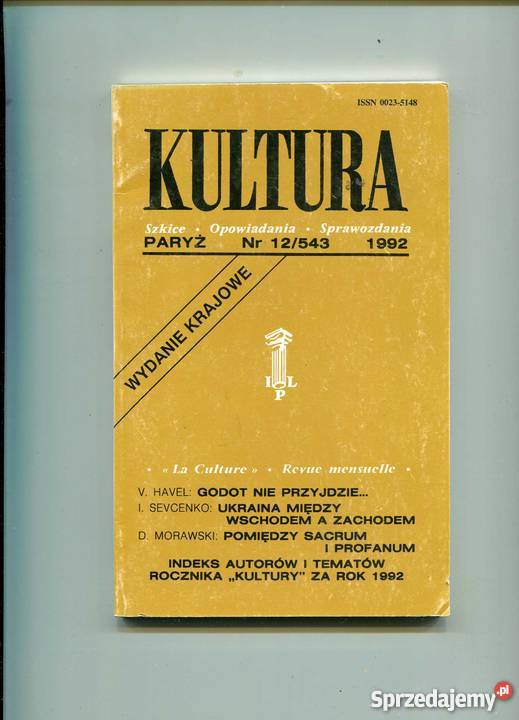 ISSN 0023-5148
KULTURA
Szkice • Opowiadania • Sprawozdania
PARYŻ Nr 12/543 1992
WYDANIE KRAJOWE
I L
P
• « La Culture » • Revue mensuelle •
V. HAVEL: GODOT NIE PRZYJDZIE...
I. SEVCENKO: UKRAINA MIĘDZY
WSCHODEM A ZACHODEM
D. MORAWSKI: POMIĘDZY SACRUM
I PROFANUM
INDEKS AUTORÓW I TEMATÓW
ROCZNIKA „KULTURY” ZA ROK 1992
Sprzedajemy.pl